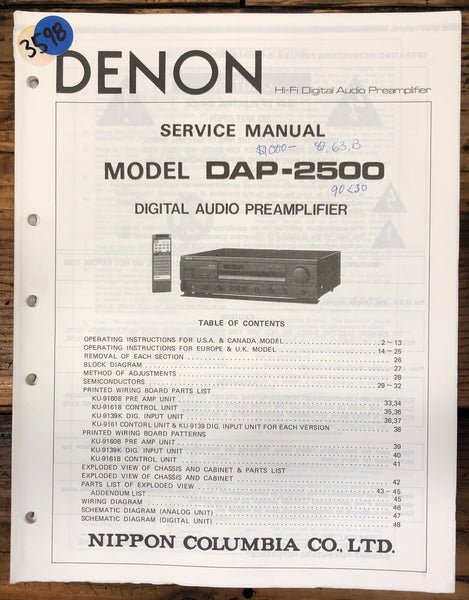 3598
DENON
Hi-Fi Digital Audio Preamplifier
SERVICE MANUAL
$1000-
MODEL DAP-2500
90<30
DIGITAL AUDIO PREAMPLIFIER
TABLE OF CONTENTS
OPERATING INSTRUCTIONS FOR U.S.A. & CANADA MODEL 2 ~ 13
OPERATING INSTRUCTIONS FOR EUROPE & U.K. MODEL 14 ~ 26
REMOVAL OF EACH SECTION 26
BLOCK DIAGRAM 27
METHOD OF ADJUSTMENTS 28
SEMICONDUCTORS 29 ~ 32
PRINTED WIRING BOARD PARTS LIST
KU-9160B PRE AMP UNIT 33,34
KU-9161B CONTROL UNIT 35,36
KU-9139K DIG. INPUT UNIT 36,37
KU-9161 CONTORL UNIT & KU-9139 DIG. INPUT UNIT FOR EACH VERSION 38
PRINTED WIRING BOARD PATTERNS
KU-9160B PRE AMP UNIT 39
KU-9139K DIG. INPUT UNIT 40
KU-9161B CONTROL UNIT 41
EXPLODED VIEW OF CHASSIS AND CABINET & PARTS LIST
EXPLODED VIEW OF CHASSIS AND CABINET 42
PARTS LIST OF EXPLODED VIEW 43 ~ 45
ADDENDUM LIST 45
WIRING DIAGRAM 46
SCHEMATIC DIAGRAM (ANALOG UNIT) 47
SCHEMATIC DIAGRAM (DIGITAL UNIT) 48
NIPPON COLUMBIA CO., LTD.